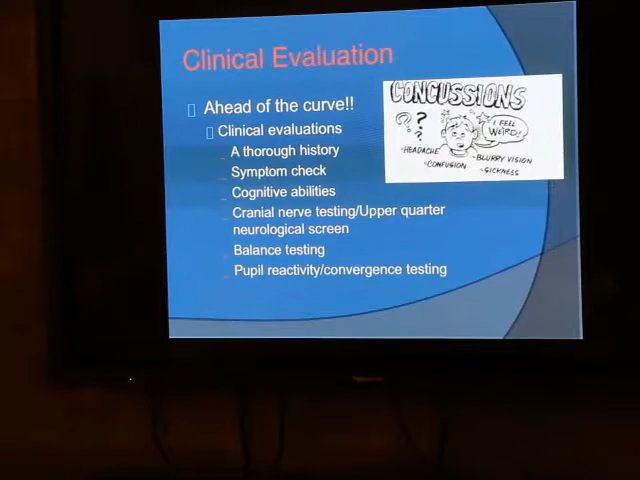 Clinical Evaluation
Ahead of the curve!!
Clinical evaluations
A thorough history
Symptom check
Cognitive abilities
Cranial nerve testing/Upper quarter
neurological screen
Balance testing
Pupil reactivity/convergence testing
CONCUSSIONS
? ?
?
I FEEL
WEIRD!
-HEADACHE
-CONFUSION
-BLURRY VISION
-SICKNESS